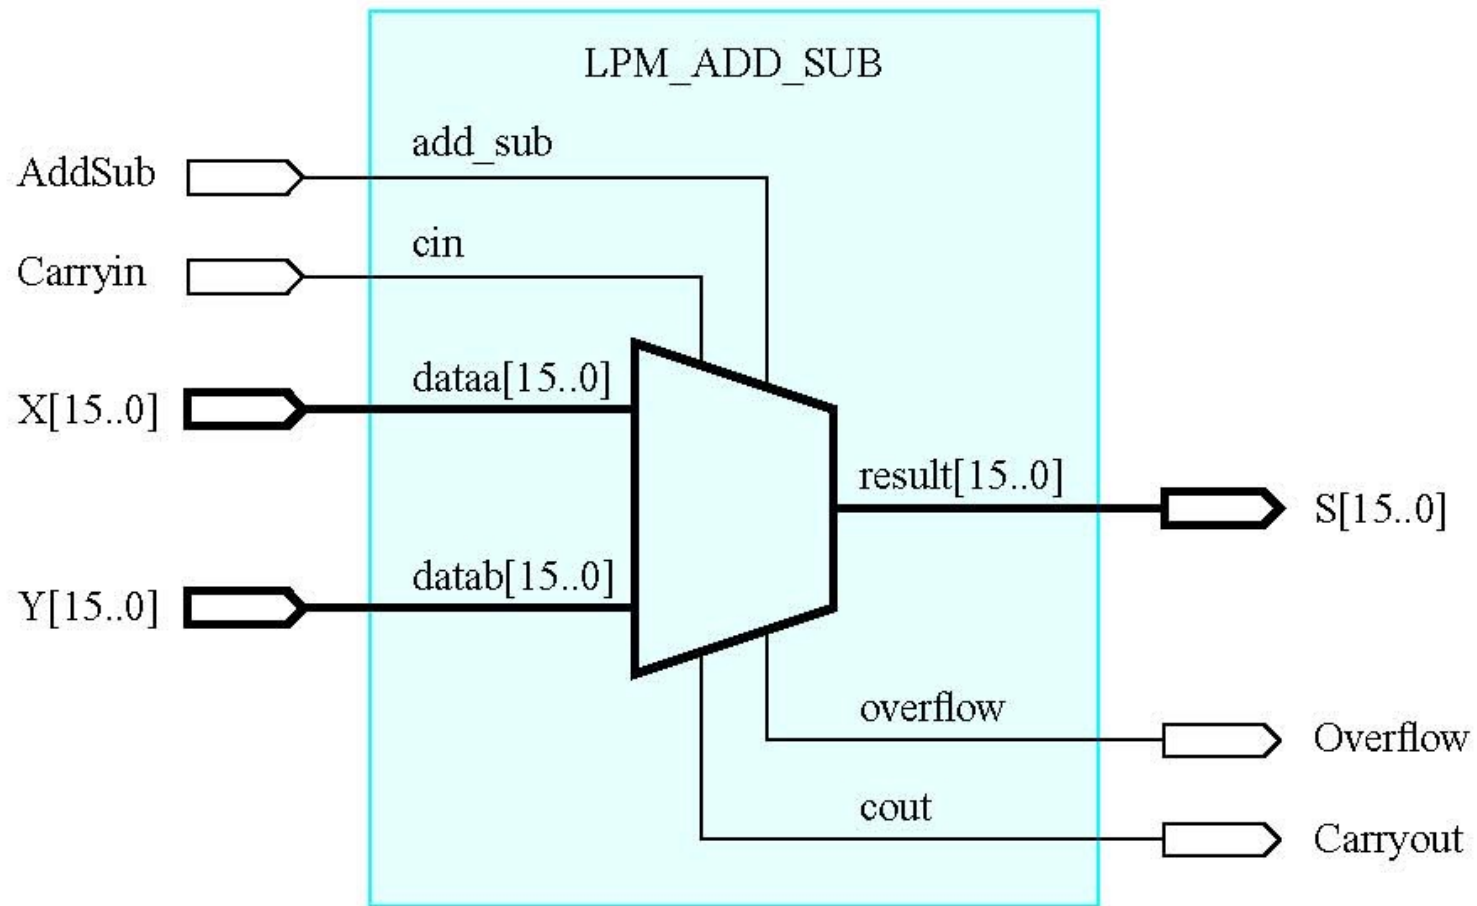 LPM_ADD_SUB
AddSub
add_sub
Carryin
cin
X[15..0]
dataa[15..0]
result[15..0]
S[15..0]
Y[15..0]
datab[15..0]
overflow
Overflow
cout
Carryout